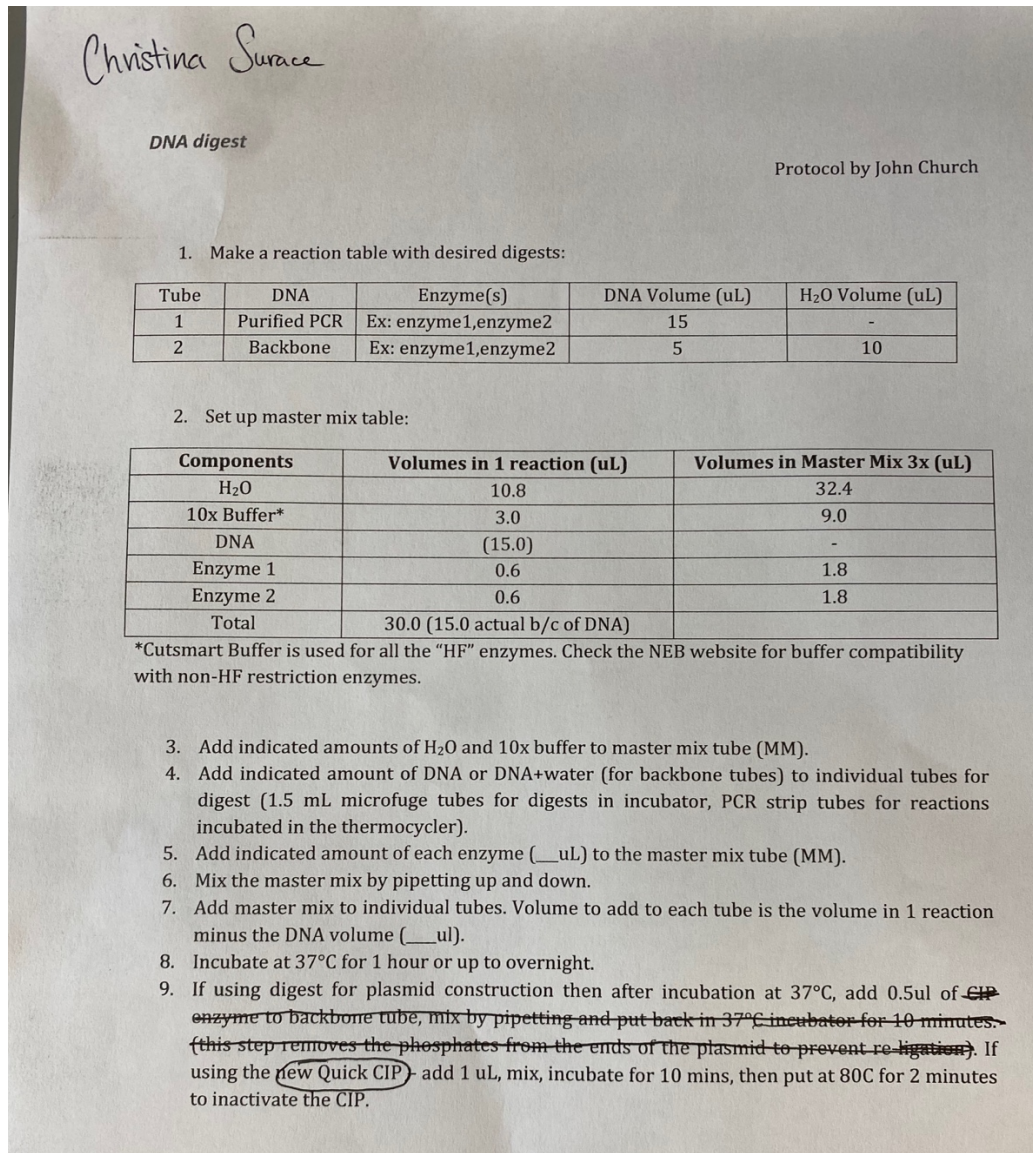 Christina Surace
DNA digest
Protocol by John Church
1. Make a reaction table with desired digests:
Tube DNA Enzyme(s) DNA Volume (uL) H₂O Volume (uL)
1 Purified PCR Ex: enzyme1,enzyme2 15 -
2 Backbone Ex: enzyme1,enzyme2 5 10
2. Set up master mix table:
Components Volumes in 1 reaction (uL) Volumes in Master Mix 3x (uL)
H₂O 10.8 32.4
10x Buffer* 3.0 9.0
DNA (15.0) -
Enzyme 1 0.6 1.8
Enzyme 2 0.6 1.8
Total 30.0 (15.0 actual b/c of DNA)
*Cutsmart Buffer is used for all the “HF” enzymes. Check the NEB website for buffer compatibility
with non-HF restriction enzymes.
3. Add indicated amounts of H₂O and 10x buffer to master mix tube (MM).
4. Add indicated amount of DNA or DNA+water (for backbone tubes) to individual tubes for
digest (1.5 mL microfuge tubes for digests in incubator, PCR strip tubes for reactions
incubated in the thermocycler).
5. Add indicated amount of each enzyme (__uL) to the master mix tube (MM).
6. Mix the master mix by pipetting up and down.
7. Add master mix to individual tubes. Volume to add to each tube is the volume in 1 reaction
minus the DNA volume (___ul).
8. Incubate at 37°C for 1 hour or up to overnight.
9. If using digest for plasmid construction then after incubation at 37°C, add 0.5ul of CIP
enzyme to backbone tube, mix by pipetting and put back in 37°C incubator for 10 minutes.
(this step removes the phosphates from the ends of the plasmid to prevent re-ligation). If
using the new Quick CIP)- add 1 uL, mix, incubate for 10 mins, then put at 80C for 2 minutes
to inactivate the CIP.